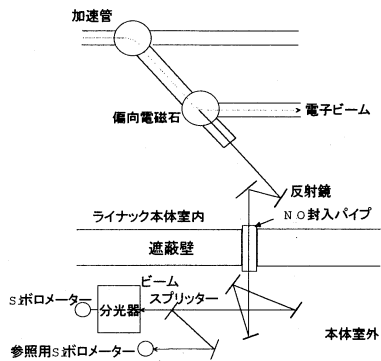 加速管
偏向電磁石
電子ビーム
反射鏡
ライナック本体室内
NO封入パイプ
遮蔽壁
ビーム
スプリッター
Siボロメーター
分光器
参照用Siボロメーター
本体室外